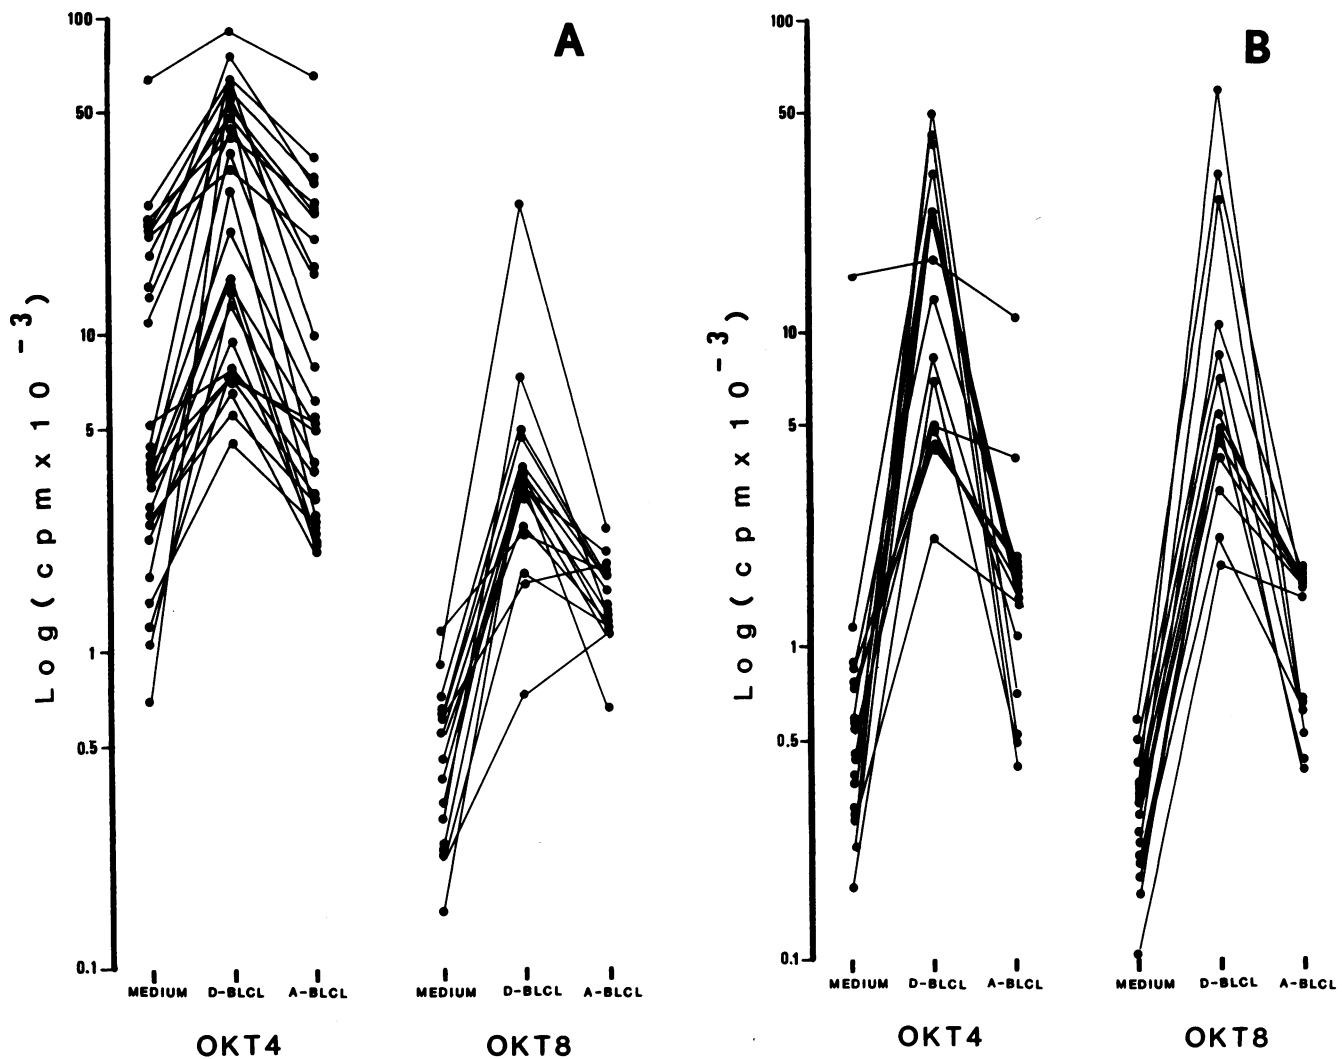 A
100
50
10
5
1
0.5
0.1
Log(cpm x 10⁻³)
MEDIUM D-BLCL A-BLCL
OKT4
MEDIUM D-BLCL A-BLCL
OKT8
B
100
50
10
5
1
0.5
0.1
Log(cpm x 10⁻³)
MEDIUM D-BLCL A-BLCL
OKT4
MEDIUM D-BLCL A-BLCL
OKT8